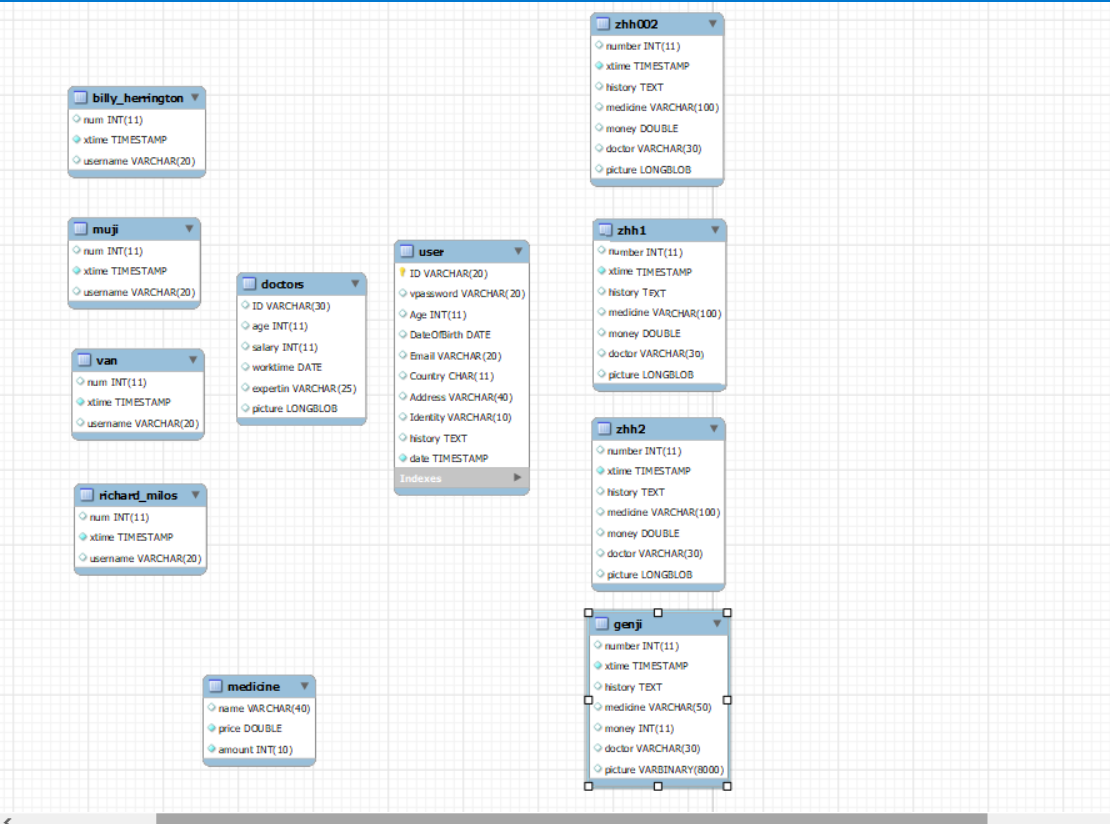 billy_herrington
num INT(11)
xtime TIMESTAMP
username VARCHAR(20)
muji
num INT(11)
xtime TIMESTAMP
username VARCHAR(20)
van
num INT(11)
xtime TIMESTAMP
username VARCHAR(20)
richard_milos
num INT(11)
xtime TIMESTAMP
username VARCHAR(20)
doctors
ID VARCHAR(30)
age INT(11)
salary INT(11)
worktime DATE
expertin VARCHAR(25)
picture LONGBLOB
medicine
name VARCHAR(40)
price DOUBLE
amount INT(10)
user
ID VARCHAR(20)
vpassword VARCHAR(20)
Age INT(11)
DateOfBirth DATE
Email VARCHAR(20)
Country CHAR(11)
Address VARCHAR(40)
Identity VARCHAR(10)
history TEXT
date TIMESTAMP
Indexes
zhh002
number INT(11)
xtime TIMESTAMP
history TEXT
medicine VARCHAR(100)
money DOUBLE
doctor VARCHAR(30)
picture LONGBLOB
zhh1
number INT(11)
xtime TIMESTAMP
history TEXT
medicine VARCHAR(100)
money DOUBLE
doctor VARCHAR(30)
picture LONGBLOB
zhh2
number INT(11)
xtime TIMESTAMP
history TEXT
medicine VARCHAR(100)
money DOUBLE
doctor VARCHAR(30)
picture LONGBLOB
genji
number INT(11)
xtime TIMESTAMP
history TEXT
medicine VARCHAR(50)
money INT(11)
doctor VARCHAR(30)
picture VARBINARY(8000)